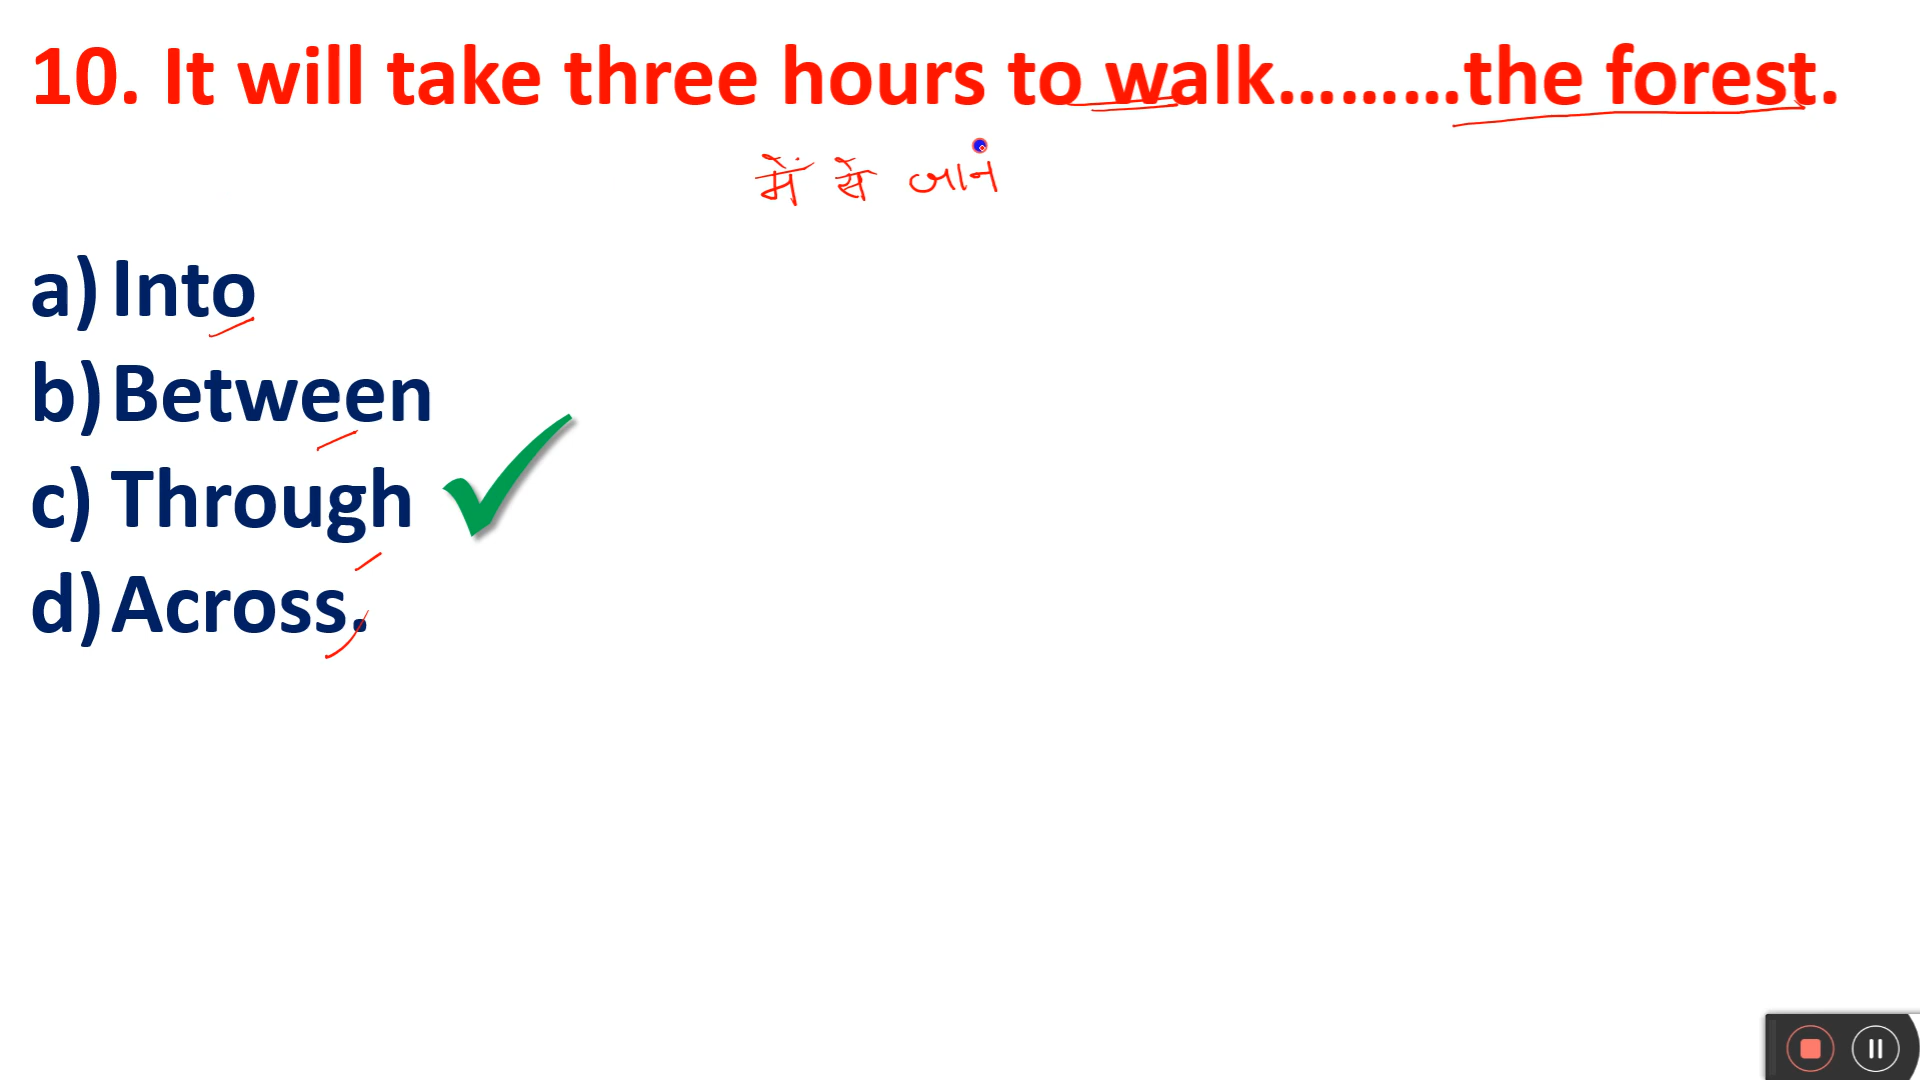 10. It will take three hours to walk.........the forest.
में से जान
a) Into
b) Between
c) Through
d) Across.